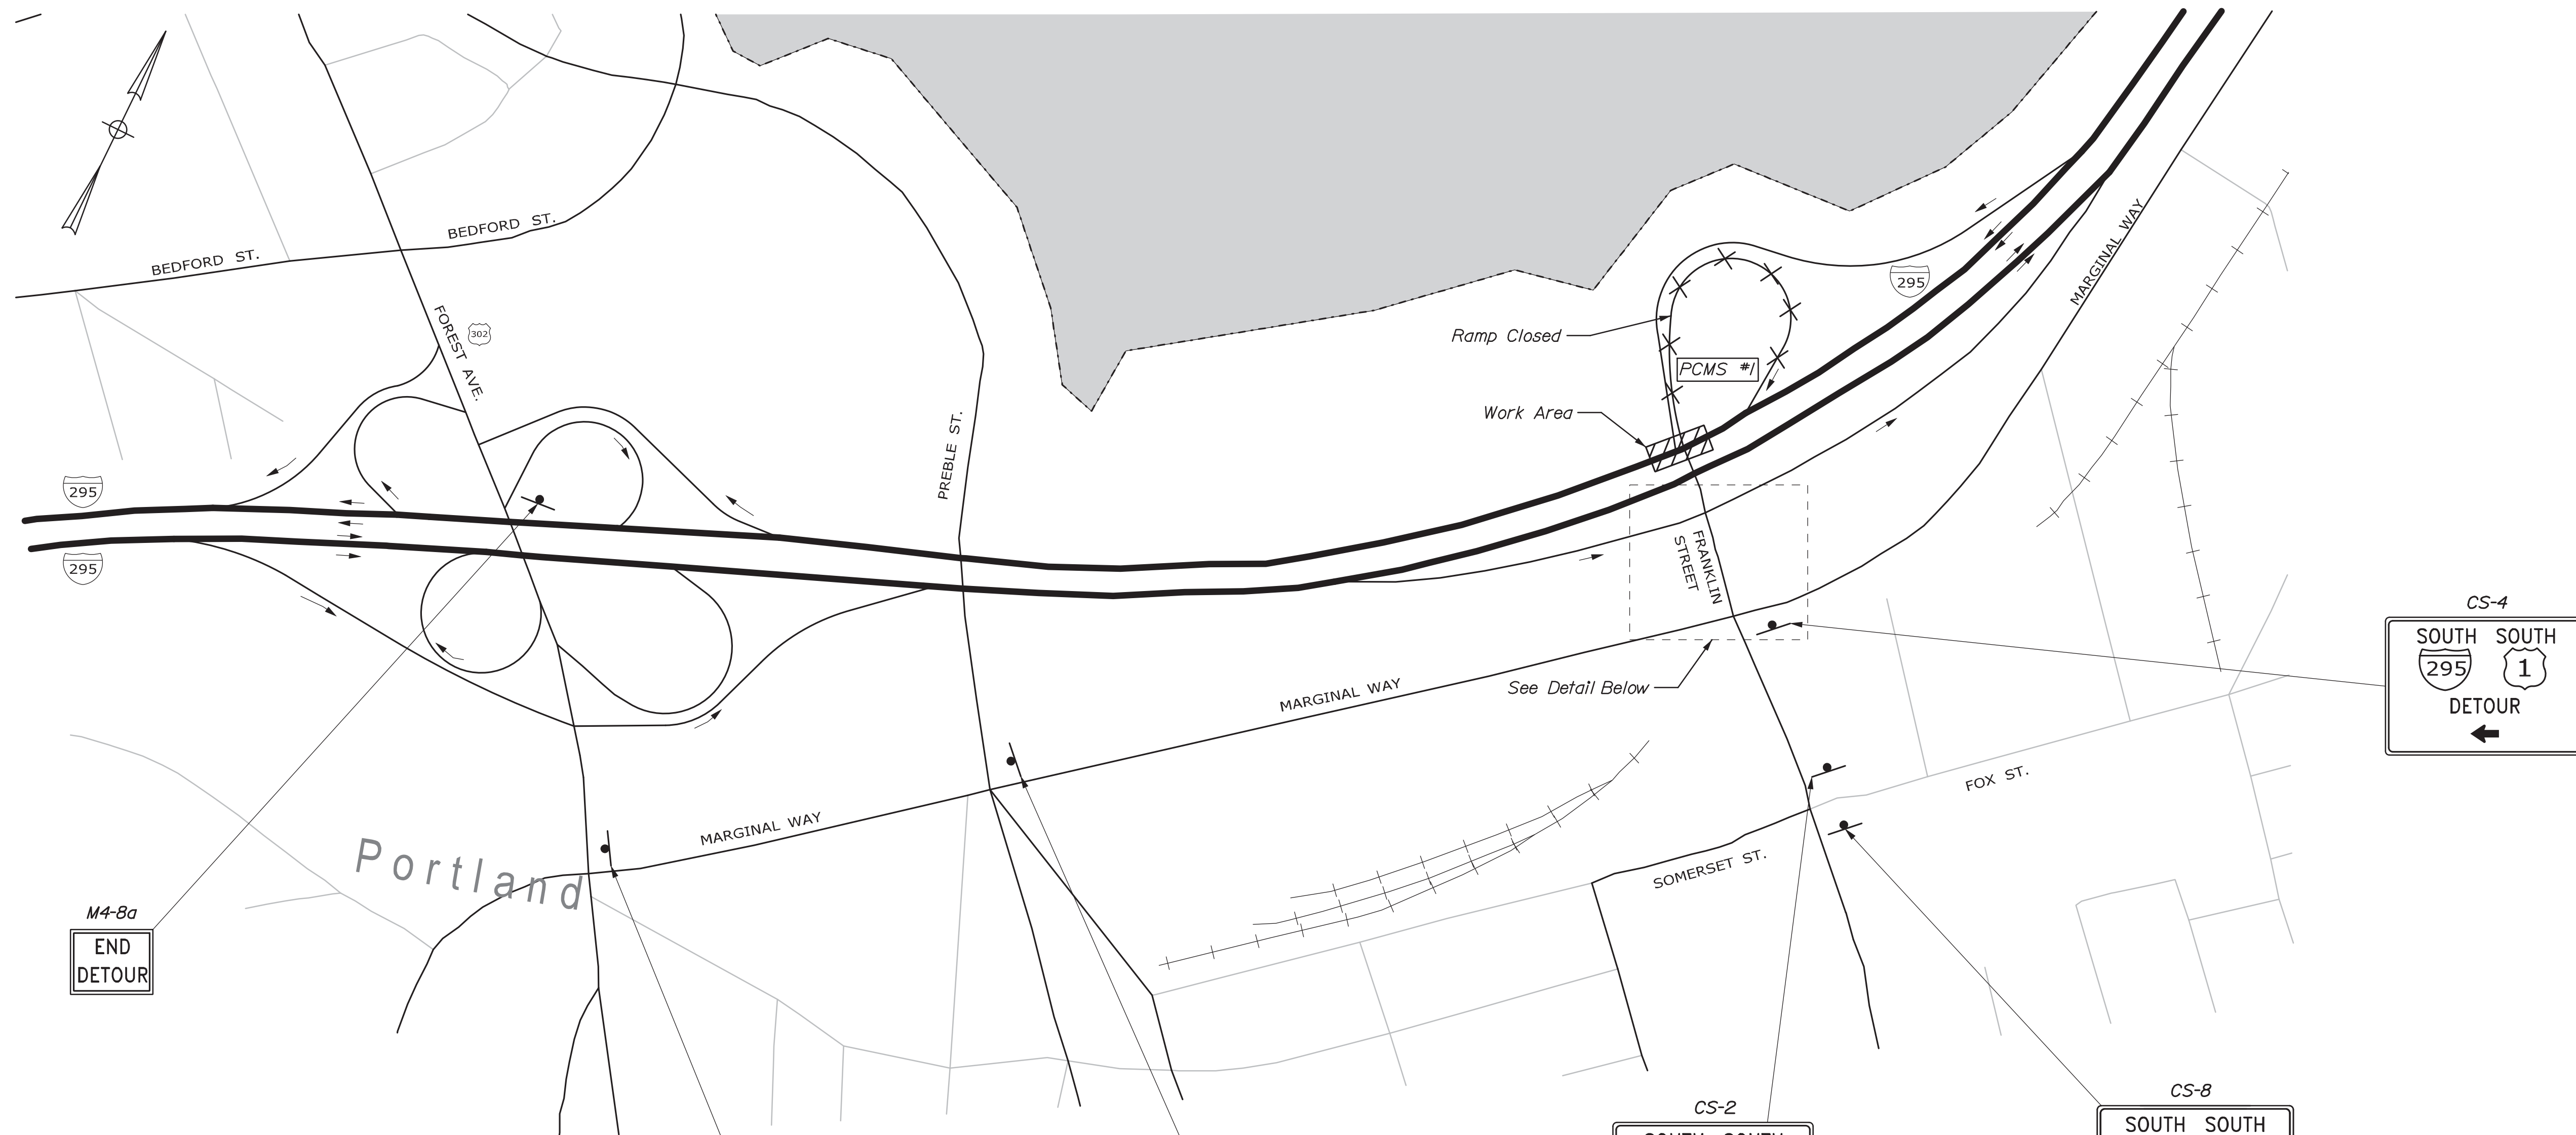 BEDFORD ST.
BEDFORD ST.
FOREST AVE.
302
295
295
PREBLE ST.
Ramp Closed
PCMS #1
Work Area
295
MARGINAL WAY
FRANKLIN
STREET
See Detail Below
MARGINAL WAY
MARGINAL WAY
FOX ST.
SOMERSET ST.
Portland
M4-8a
END
DETOUR
CS-4
SOUTH SOUTH
295 1
DETOUR
CS-2
SOUTH SOUTH
CS-8
SOUTH SOUTH